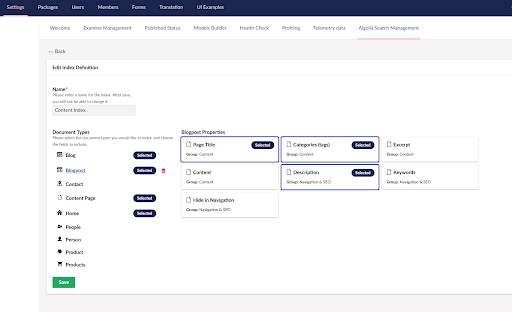 Settings Packages Users Members Forms Translation UI Examples
Welcome Examine Management Published Status Models Builder Health Check Profiling Telemetry data Algolia Search Management
← Back
Edit Index Definition
Name*
Please enter a name for the index. After save,
you will not be able to change it.
Content Index
Document Types
Please select the document types you would like to index, and choose
the fields to include.
Blog Selected
Blogpost Selected
Contact
Content Page Selected
Home Selected
People
Person
Product
Products
Blogpost Properties
Page Title Selected
Group: Content
Categories (tags) Selected
Group: Content
Excerpt
Group: Content
Content
Group: Content
Description Selected
Group: Navigation & SEO
Keywords
Group: Navigation & SEO
Hide in Navigation
Group: Navigation & SEO
Save